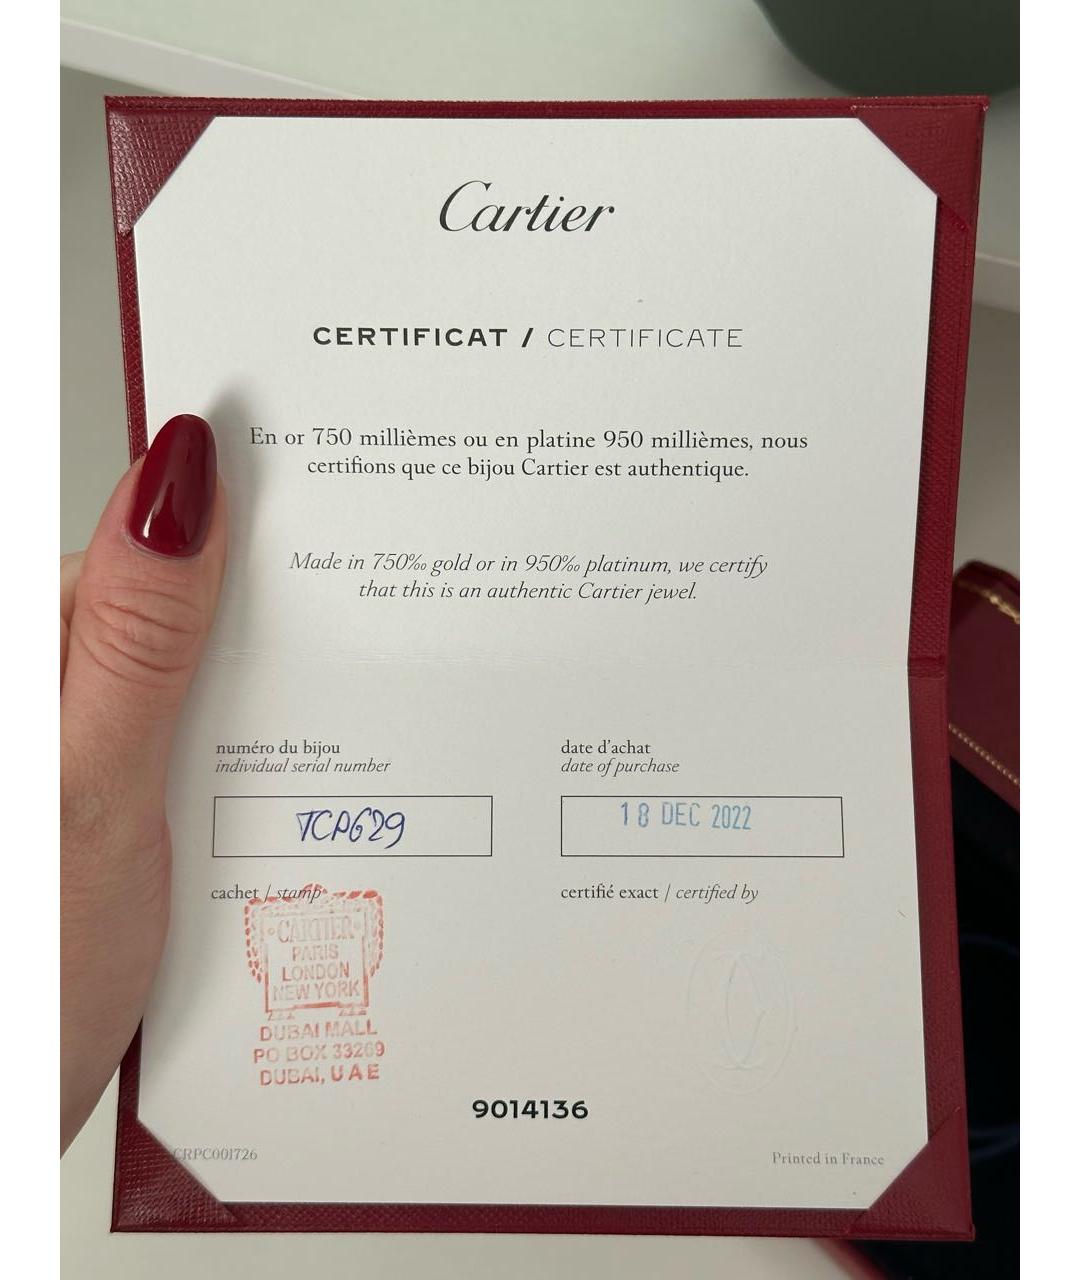 Cartier
CERTIFICAT / CERTIFICATE
En or 750 millièmes ou en platine 950 millièmes, nous
certifions que ce bijou Cartier est authentique.
Made in 750‰ gold or in 950‰ platinum, we certify
that this is an authentic Cartier jewel.
numéro du bijou
individual serial number
date d'achat
date of purchase
TCP629
18 DEC 2022
cachet / stamp
certifié exact / certified by
CARTIER
PARIS
LONDON
NEW YORK
DUBAI MALL
PO BOX 33269
DUBAI, UAE
9014136
CRPC001726
Printed in France